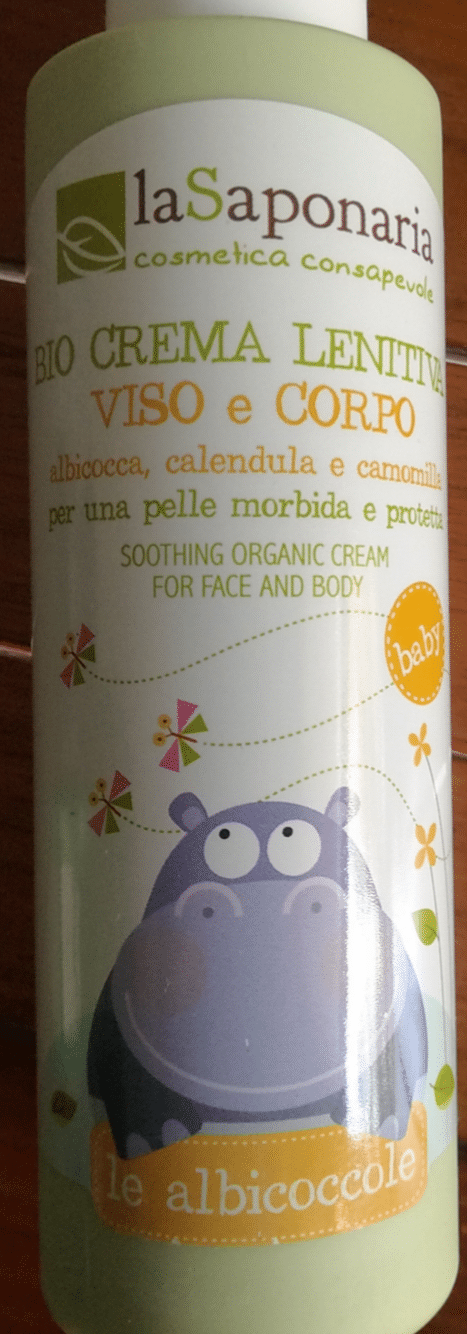 laSaponaria
cosmetica consapevole
BIO CREMA LENITIVA
VISO e CORPO
albicocca, calendula e camomilla
per una pelle morbida e protetta
SOOTHING ORGANIC CREAM
FOR FACE AND BODY
baby
le albicoccole